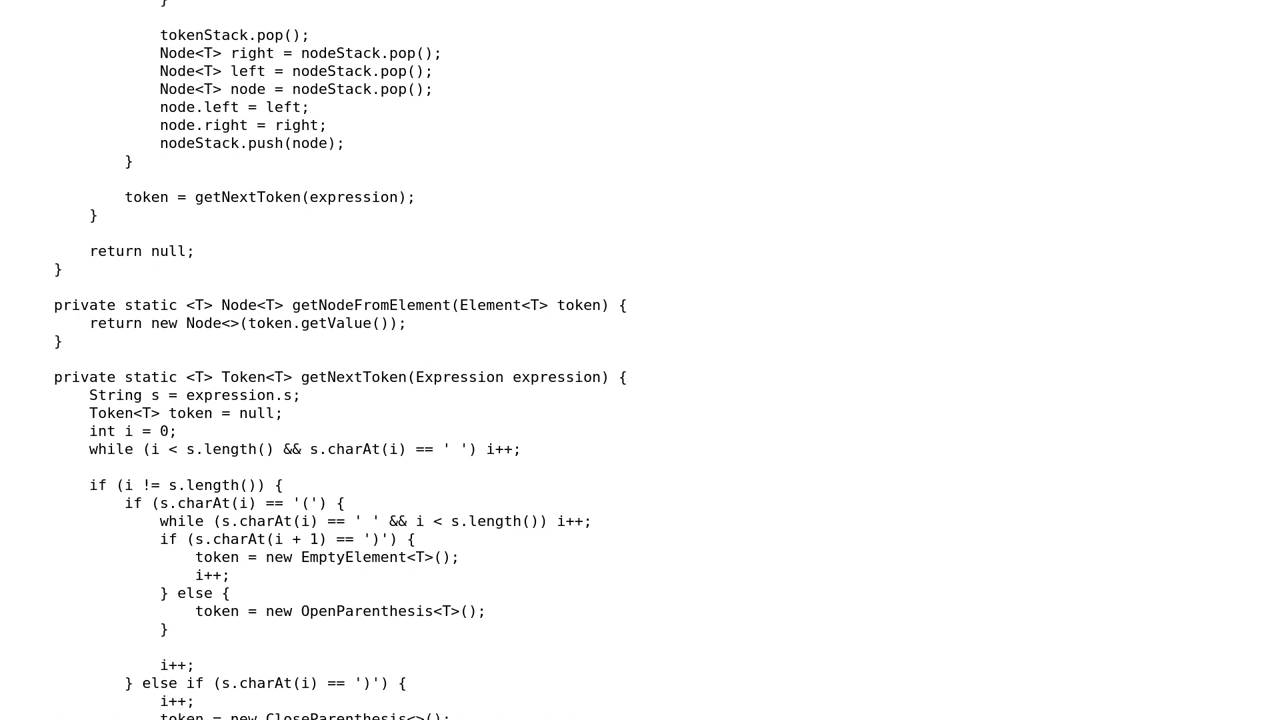 }
tokenStack.pop();
Node<T> right = nodeStack.pop();
Node<T> left = nodeStack.pop();
Node<T> node = nodeStack.pop();
node.left = left;
node.right = right;
nodeStack.push(node);
}
token = getNextToken(expression);
}
return null;
}
private static <T> Node<T> getNodeFromElement(Element<T> token) {
return new Node<>(token.getValue());
}
private static <T> Token<T> getNextToken(Expression expression) {
String s = expression.s;
Token<T> token = null;
int i = 0;
while (i < s.length() && s.charAt(i) == ' ') i++;
if (i != s.length()) {
if (s.charAt(i) == '(') {
while (s.charAt(i) == ' ' && i < s.length()) i++;
if (s.charAt(i + 1) == ')') {
token = new EmptyElement<T>();
i++;
} else {
token = new OpenParenthesis<T>();
}
i++;
} else if (s.charAt(i) == ')') {
i++;
token = new CloseParenthesis<>();